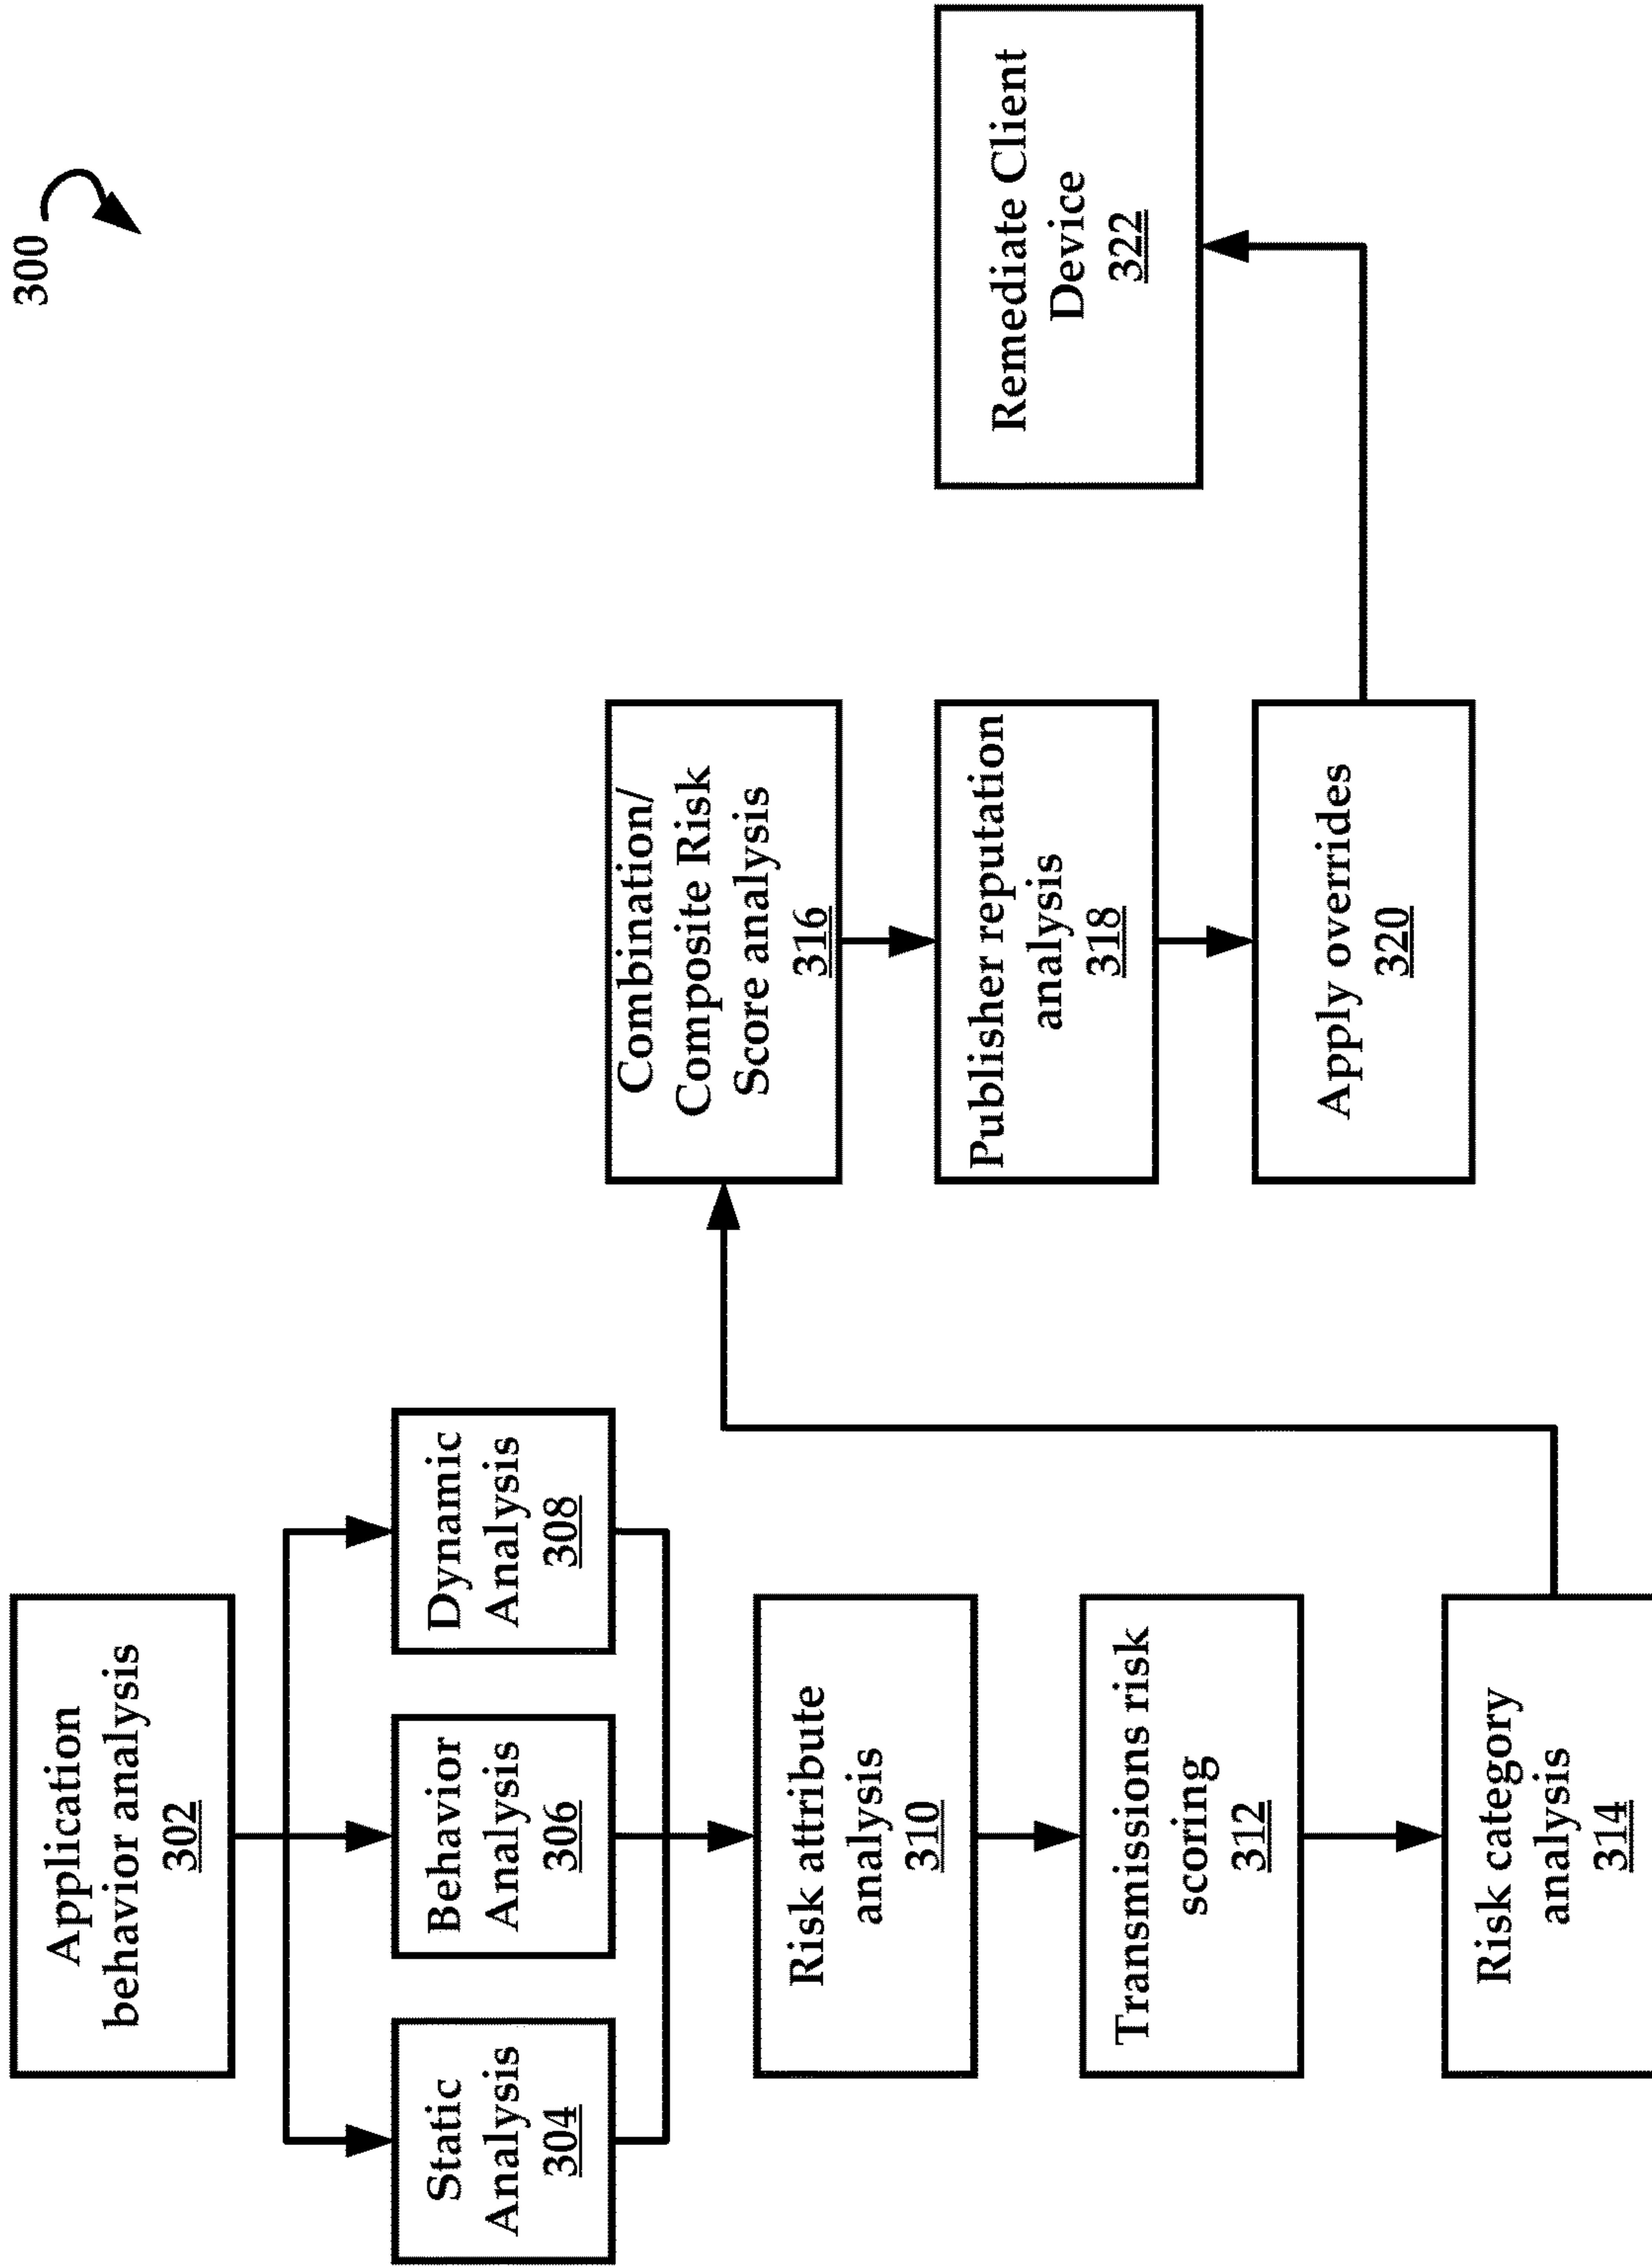 300
Application
behavior analysis
302
Static
Analysis
304
Behavior
Analysis
306
Dynamic
Analysis
308
Risk attribute
analysis
310
Transmissions risk
scoring
312
Risk category
analysis
314
Combination/
Composite Risk
Score analysis
316
Publisher reputation
analysis
318
Apply overrides
320
Remediate Client
Device
322